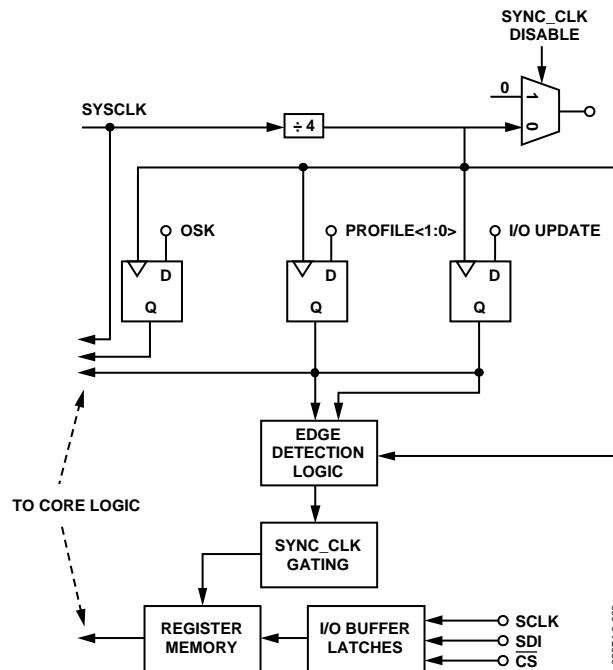 SYNC_CLK
DISABLE
0
1
0
SYSCLK
÷ 4
OSK
PROFILE<1:0>
I/O UPDATE
D
Q
D
Q
D
Q
EDGE
DETECTION
LOGIC
TO CORE LOGIC
SYNC_CLK
GATING
REGISTER
MEMORY
I/O BUFFER
LATCHES
SCLK
SDI
CS